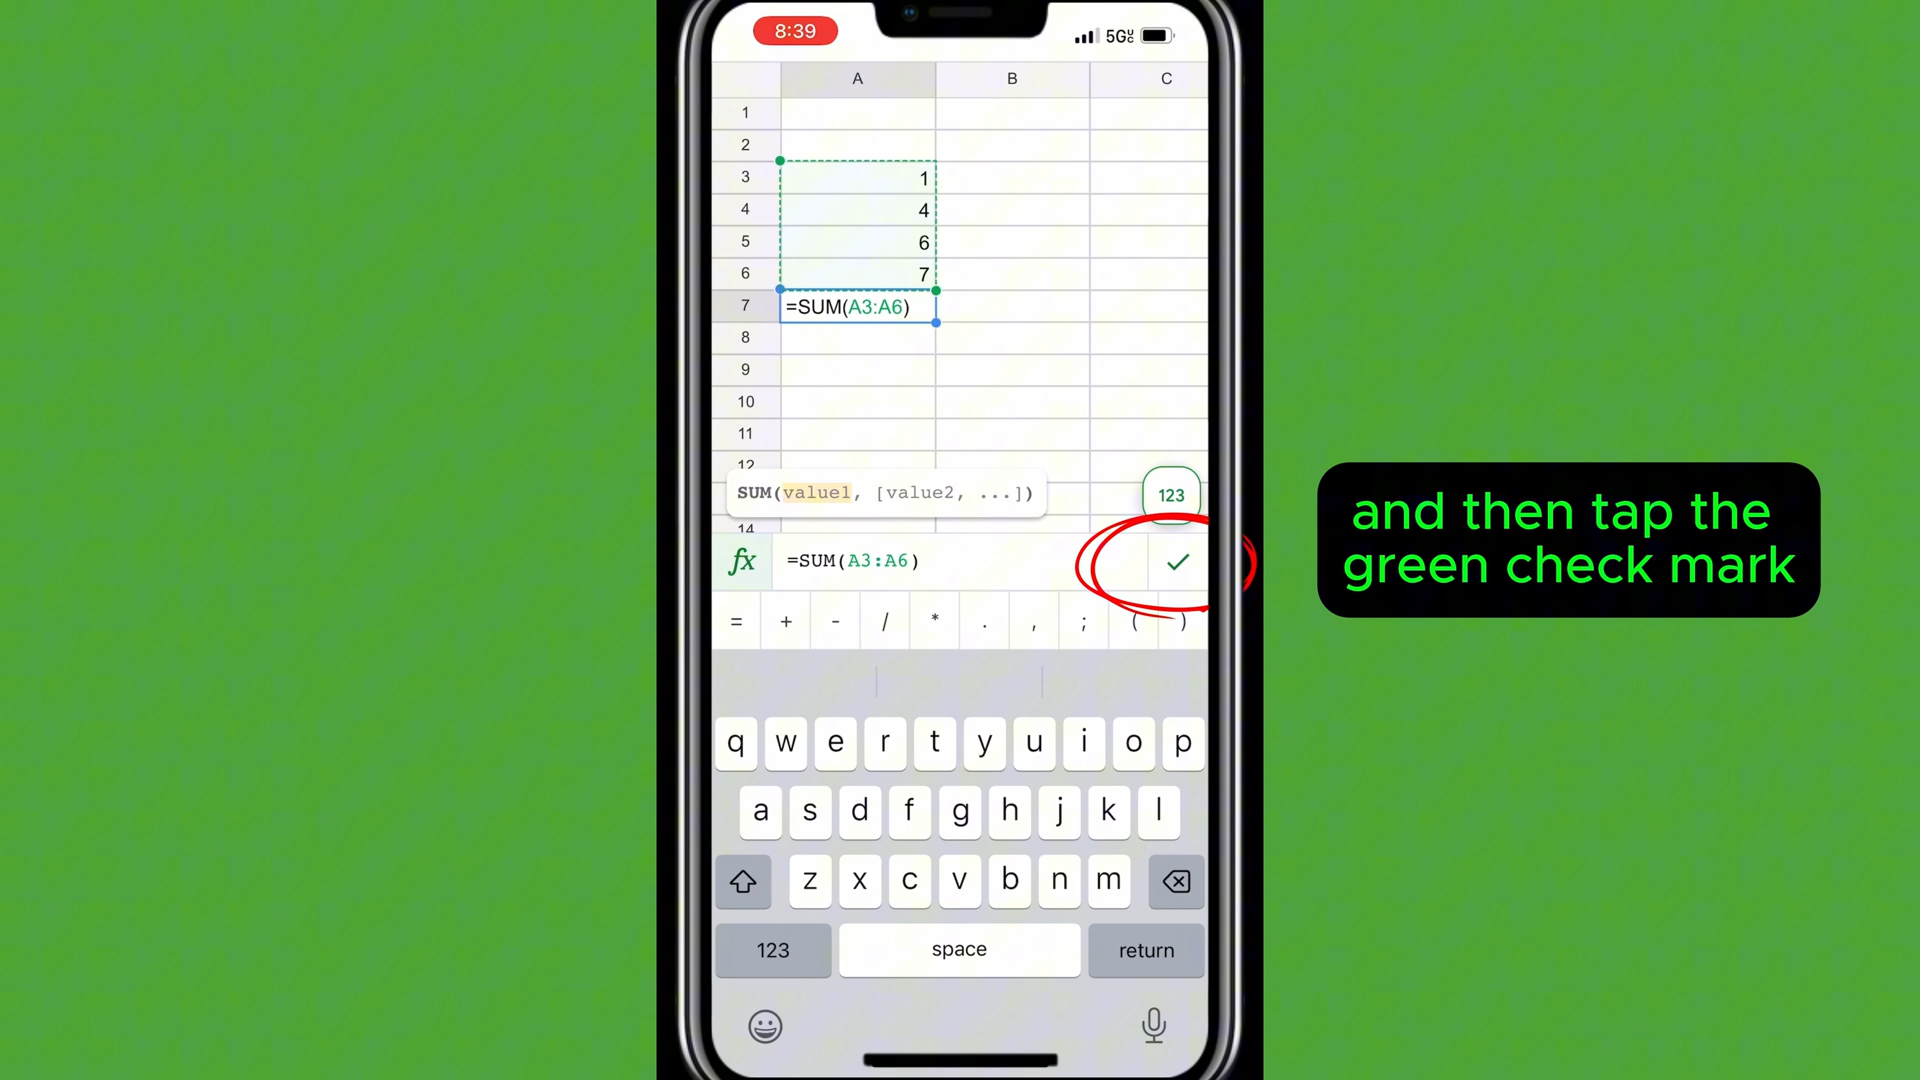 8:39
5GUC
A B C
1
2
3 1
4 4
5 6
6 7
7 =SUM(A3:A6)
8
9
10
11
12
SUM(value1, [value2, ...]) 123
14
fx =SUM(A3:A6)
= + - / * . , ; ( )
q w e r t y u i o p
a s d f g h j k l
z x c v b n m
123 space return
and then tap the
green check mark